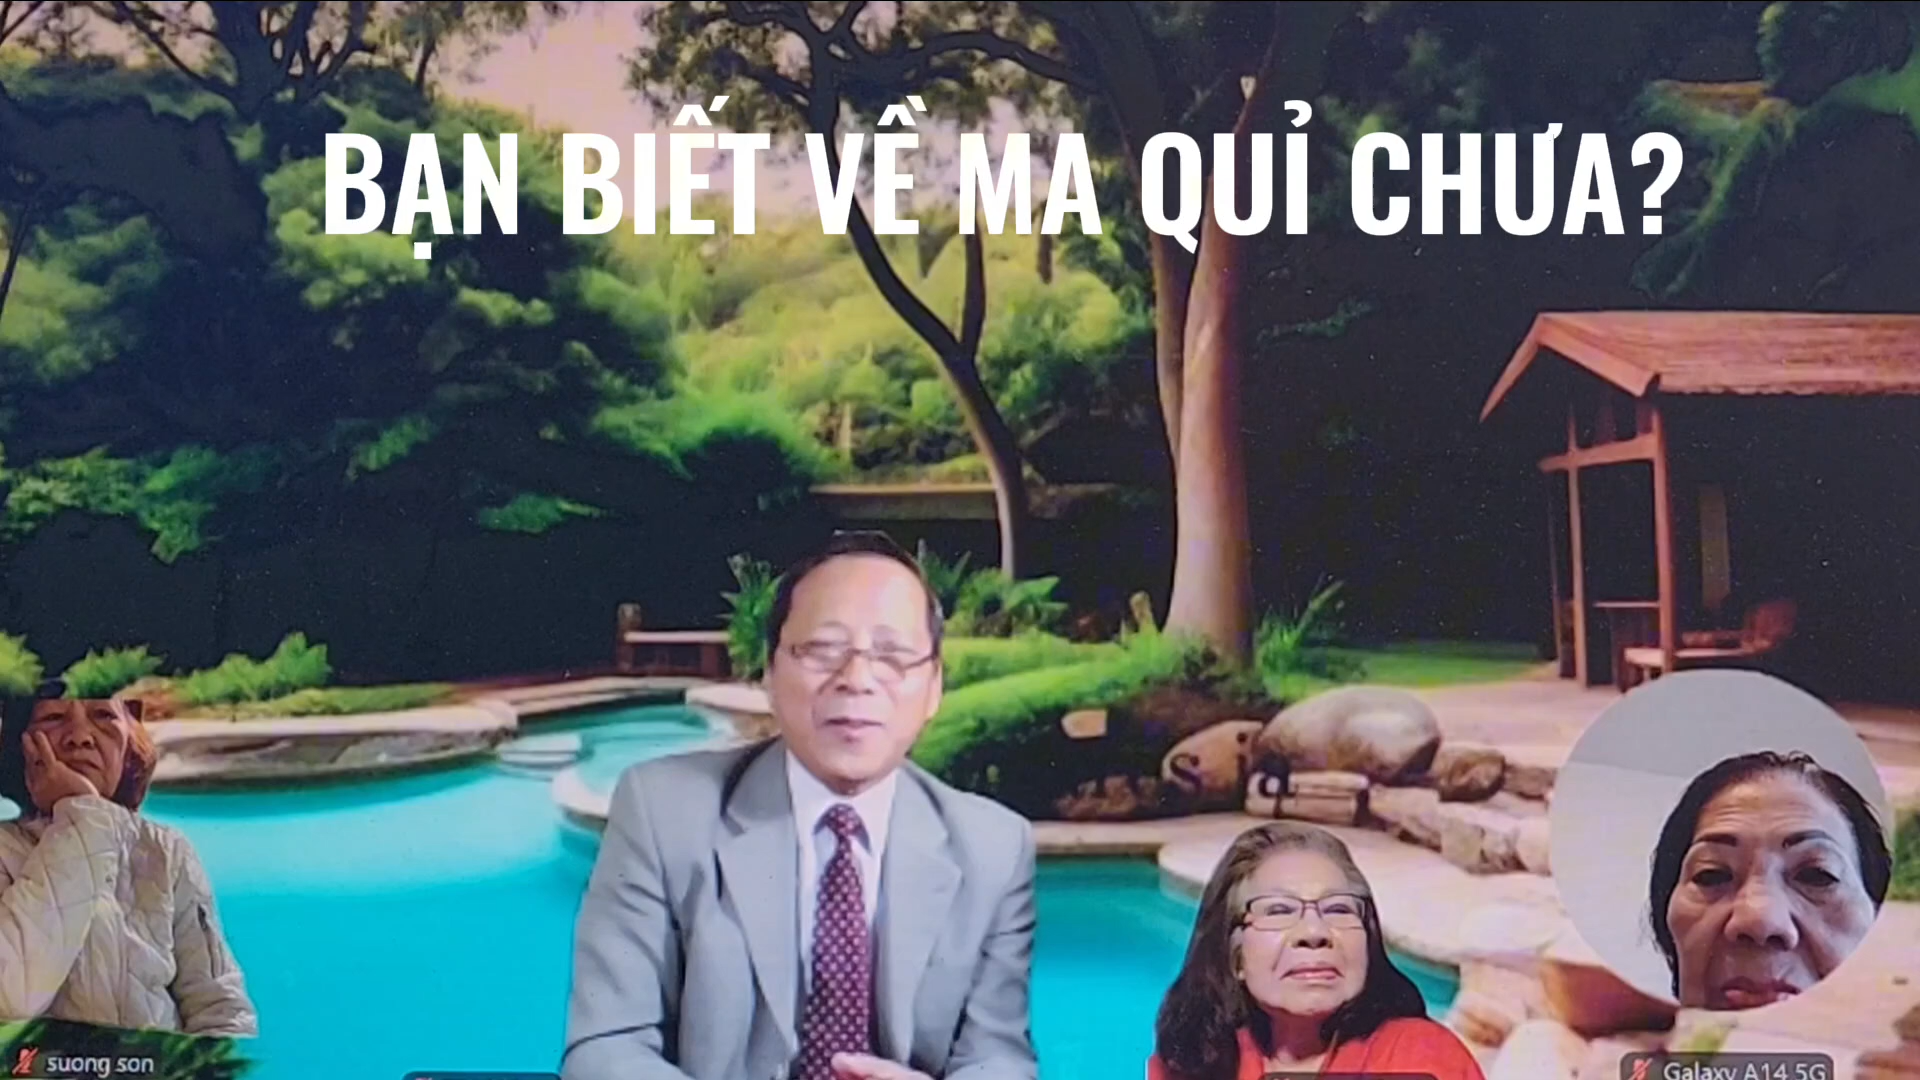 BẠN BIẾT VỀ MA QUỈ CHƯA?
suong son
Galaxy A14 5G